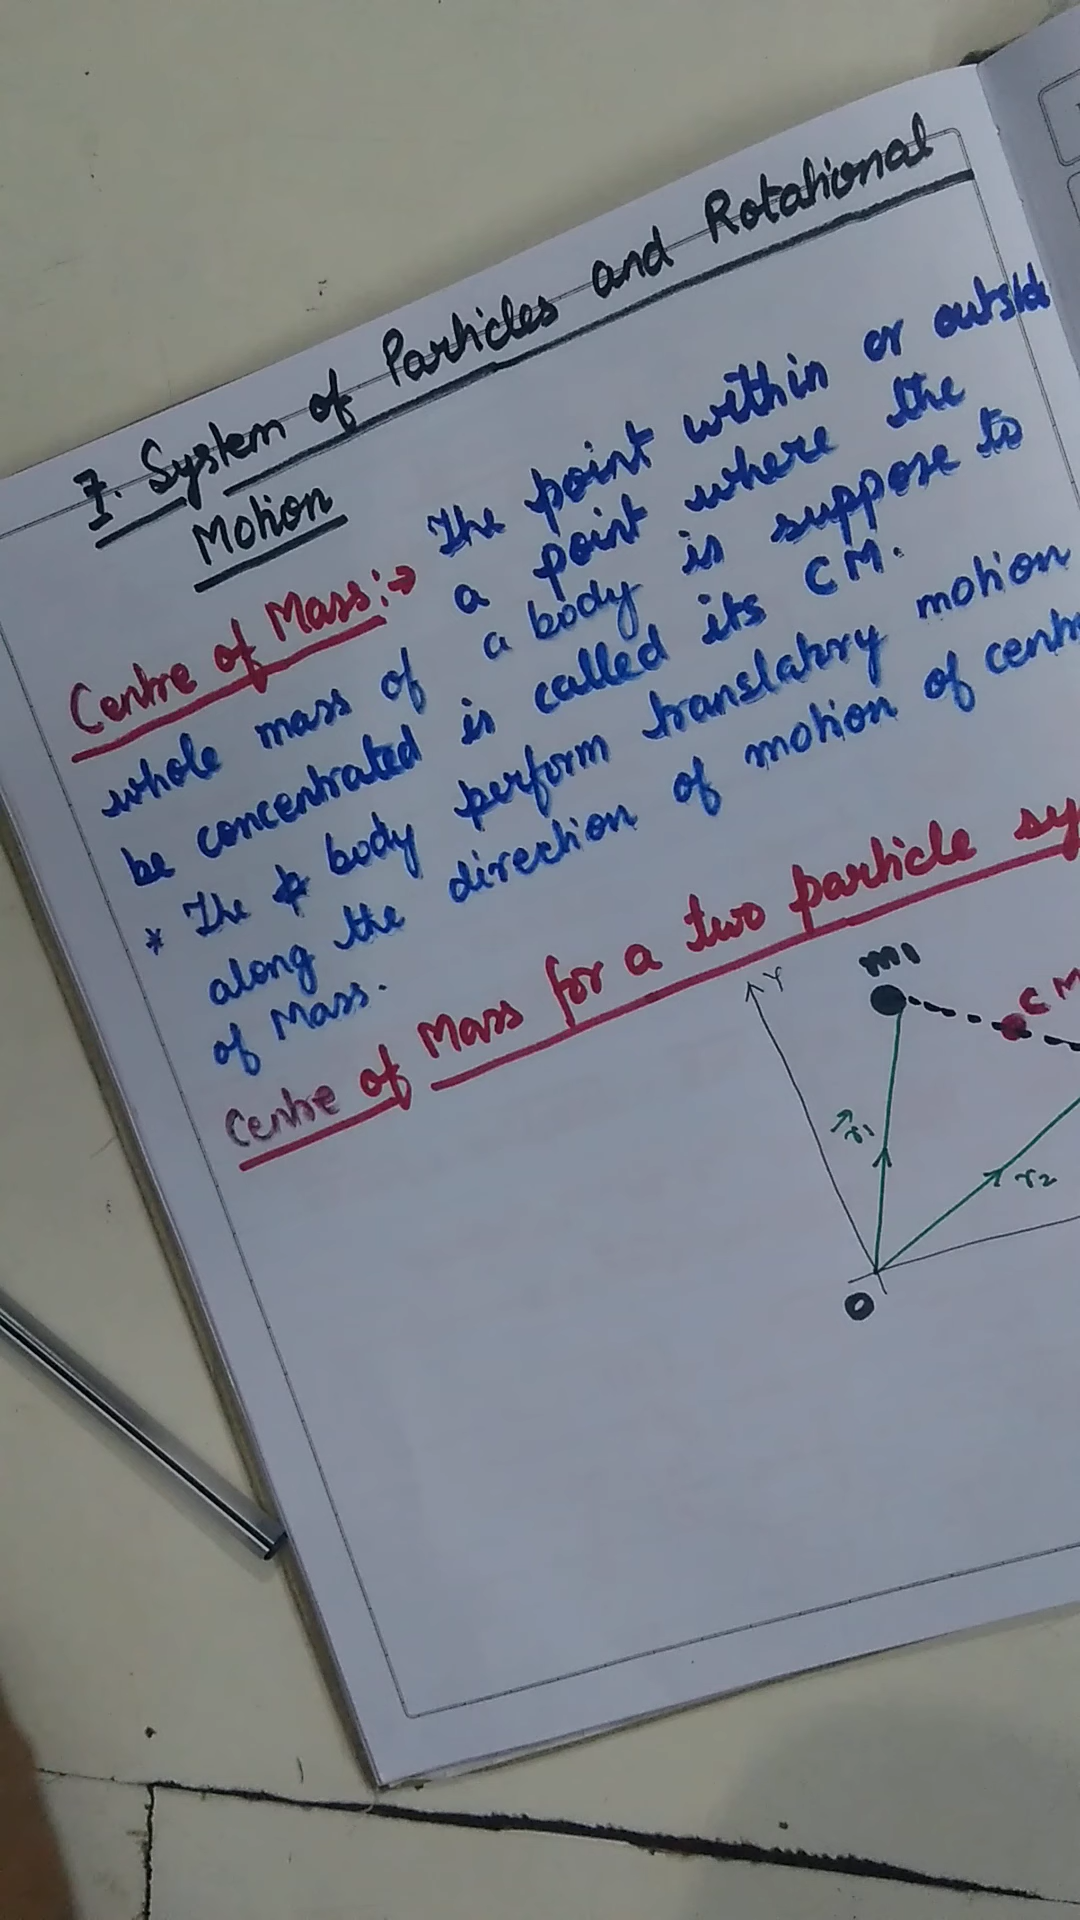 7. System of Particles and Rotational
Motion
Centre of Mass:→ The point within or outside
a point where the
whole mass of a body is suppose to
be concentrated is called its CM.
* The body perform translatory motion
along the direction of motion of centr
of Mass.
Centre of Mass for a two particle sy
Y
m1
CM
r1
r2
O